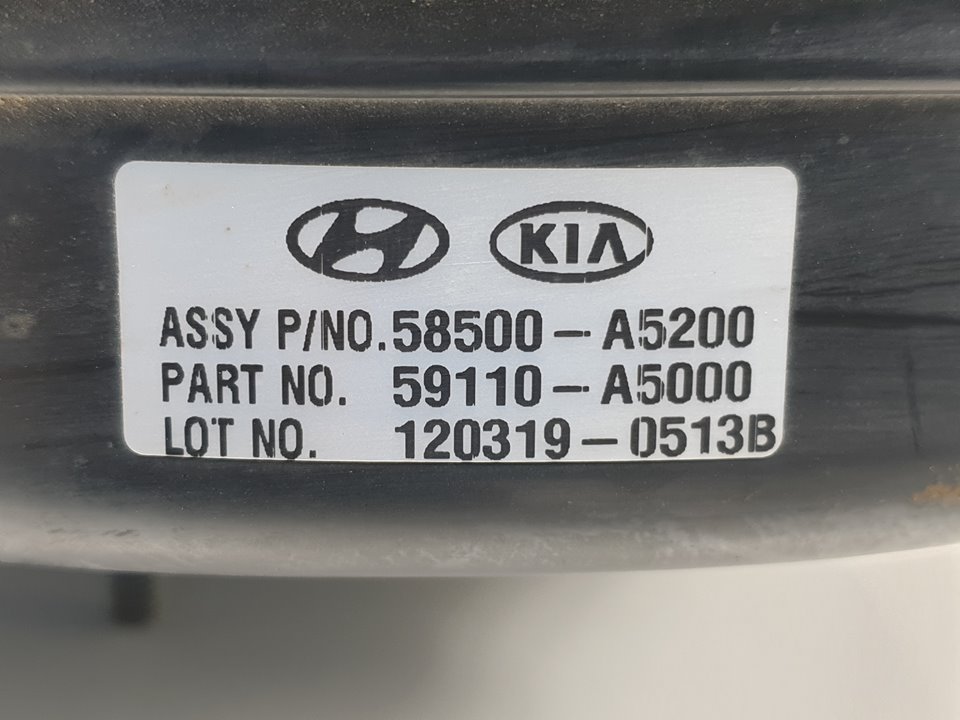 KIA
ASSY P/NO. 58500-A5200
PART NO. 59110-A5000
LOT NO. 120319-0513B